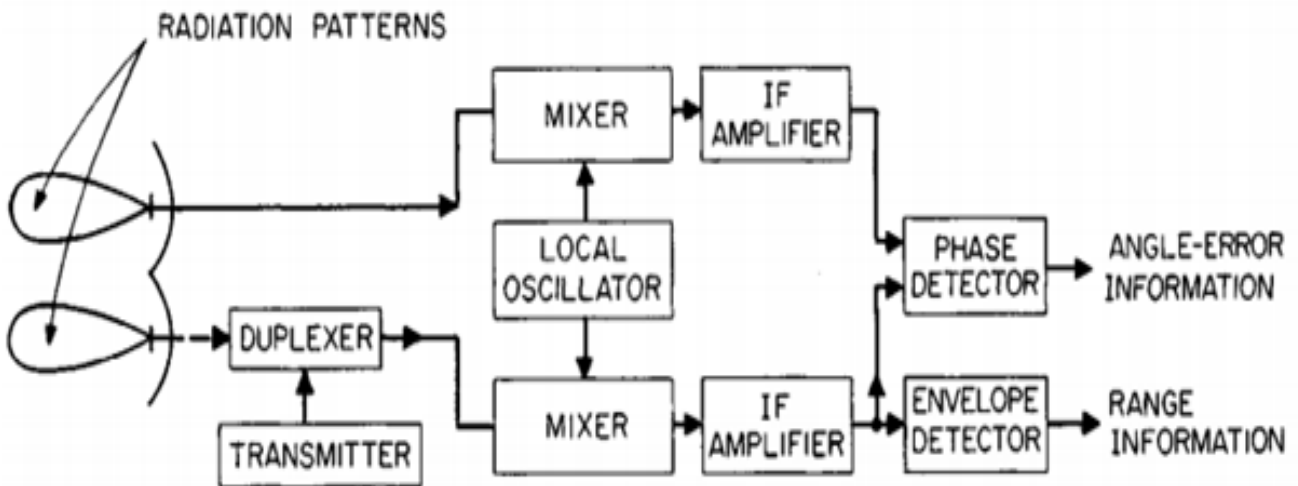 RADIATION PATTERNS
MIXER
IF
AMPLIFIER
LOCAL
OSCILLATOR
PHASE
DETECTOR
ANGLE-ERROR
INFORMATION
DUPLEXER
TRANSMITTER
MIXER
IF
AMPLIFIER
ENVELOPE
DETECTOR
RANGE
INFORMATION